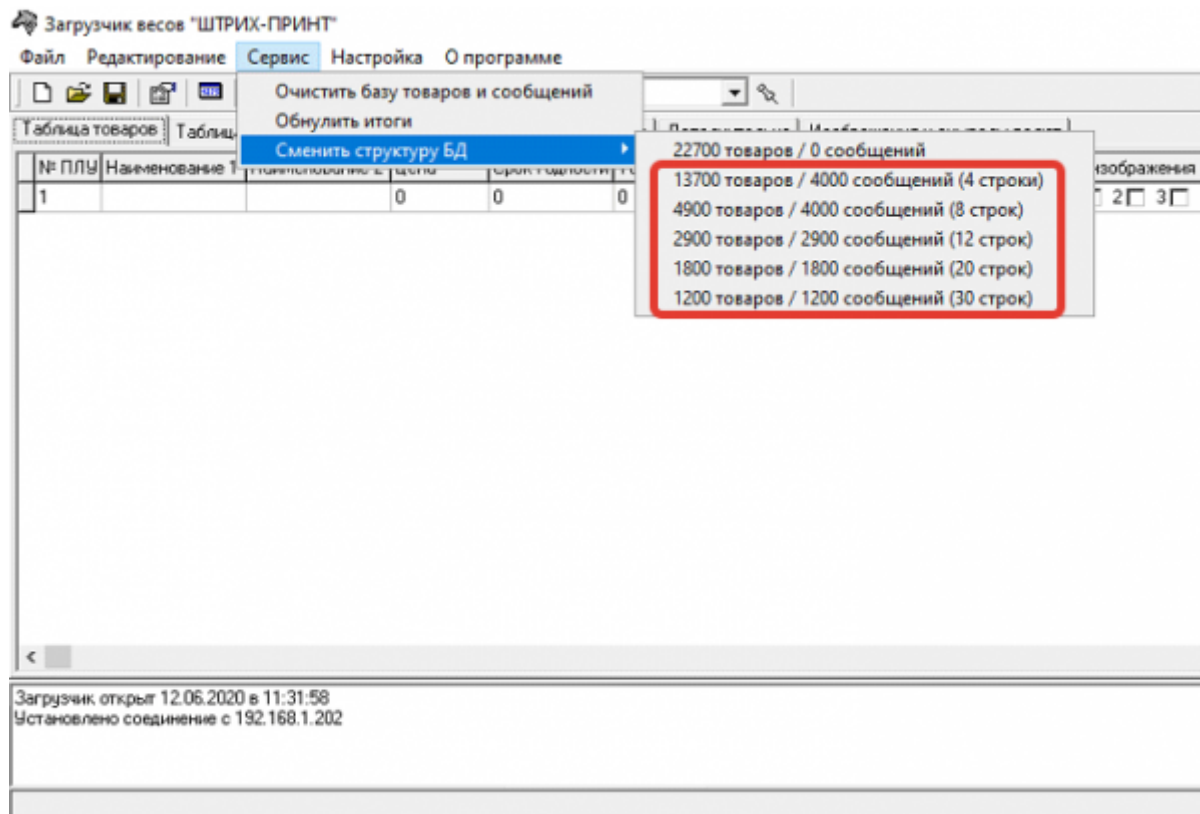 Загрузчик весов "ШТРИХ-ПРИНТ"
Файл Редактирование Сервис Настройка О программе
Очистить базу товаров и сообщений
Обнулить итоги
Сменить структуру БД
22700 товаров / 0 сообщений
13700 товаров / 4000 сообщений (4 строки)
4900 товаров / 4000 сообщений (8 строк)
2900 товаров / 2900 сообщений (12 строк)
1800 товаров / 1800 сообщений (20 строк)
1200 товаров / 1200 сообщений (30 строк)
Таблица товаров
№ ПЛУ Наименование 1 изображения
1 0 0 0 2 3
Загрузчик открыт 12.06.2020 в 11:31:58
Установлено соединение с 192.168.1.202